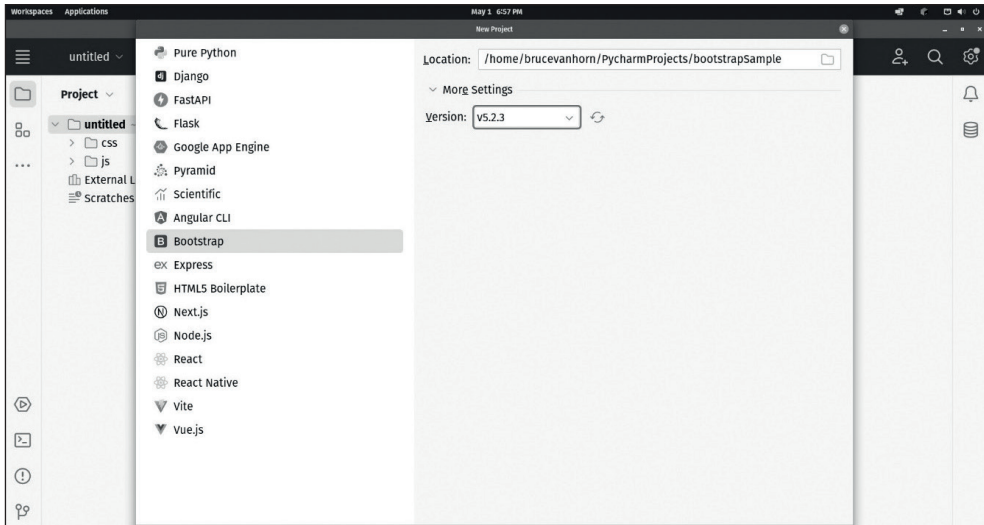 Workspaces Applications
May 1 6:57 PM
New Project
untitled
Project
untitled
css
js
External L
Scratches
Pure Python
Django
FastAPI
Flask
Google App Engine
Pyramid
Scientific
Angular CLI
Bootstrap
Express
HTML5 Boilerplate
Next.js
Node.js
React
React Native
Vite
Vue.js
Location: /home/brucevanhorn/PycharmProjects/bootstrapSample
More Settings
Version: v5.2.3